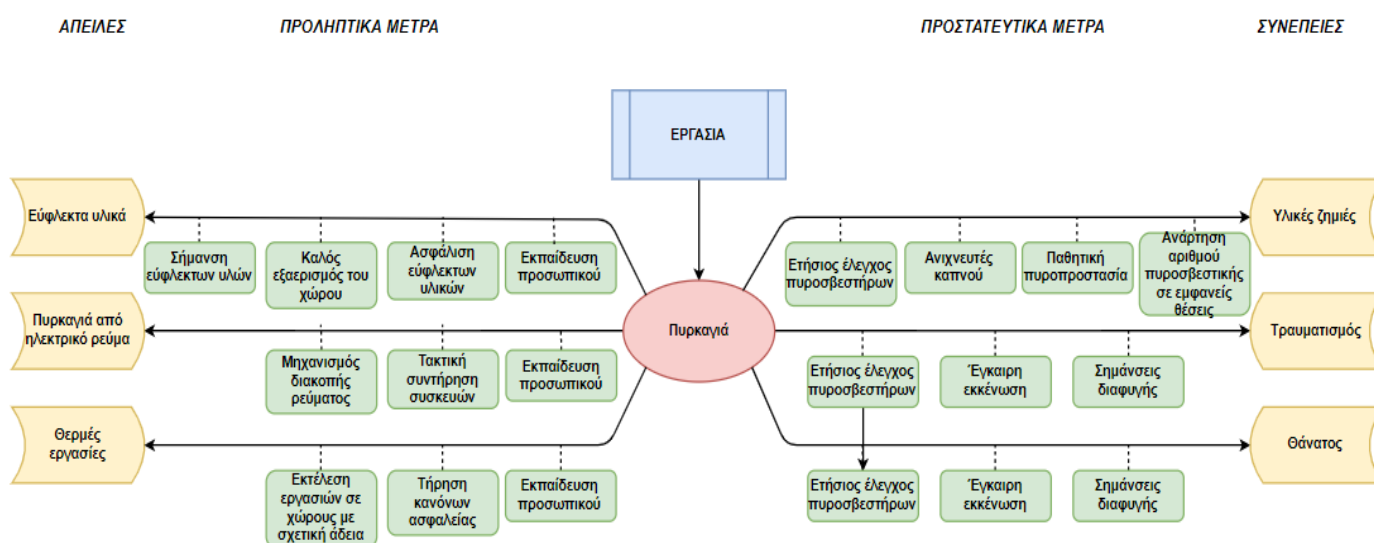 ΑΠΕΙΛΕΣ
ΠΡΟΛΗΠΤΙΚΑ ΜΕΤΡΑ
ΠΡΟΣΤΑΤΕΥΤΙΚΑ ΜΕΤΡΑ
ΣΥΝΕΠΕΙΕΣ
ΕΡΓΑΣΙΑ
Εύφλεκτα υλικά
Σήμανση
εύφλεκτων υλών
Καλός
εξαερισμός του
χώρου
Ασφάλιση
εύφλεκτων
υλικών
Εκπαίδευση
προσωπικού
Ετήσιος έλεγχος
πυροσβεστήρων
Ανιχνευτές
καπνού
Παθητική
πυροπροστασία
Ανάρτηση
αριθμού
πυροσβεστικής
σε εμφανείς
θέσεις
Υλικές ζημιές
Πυρκαγιά από
ηλεκτρικό ρεύμα
Μηχανισμός
διακοπής
ρεύματος
Τακτική
συντήρηση
συσκευών
Εκπαίδευση
προσωπικού
Πυρκαγιά
Ετήσιος έλεγχος
πυροσβεστήρων
Έγκαιρη
εκκένωση
Σημάνσεις
διαφυγής
Τραυματισμός
Θερμές
εργασίες
Εκτέλεση
εργασιών σε
χώρους με
σχετική άδεια
Τήρηση
κανόνων
ασφαλείας
Εκπαίδευση
προσωπικού
Ετήσιος έλεγχος
πυροσβεστήρων
Έγκαιρη
εκκένωση
Σημάνσεις
διαφυγής
Θάνατος